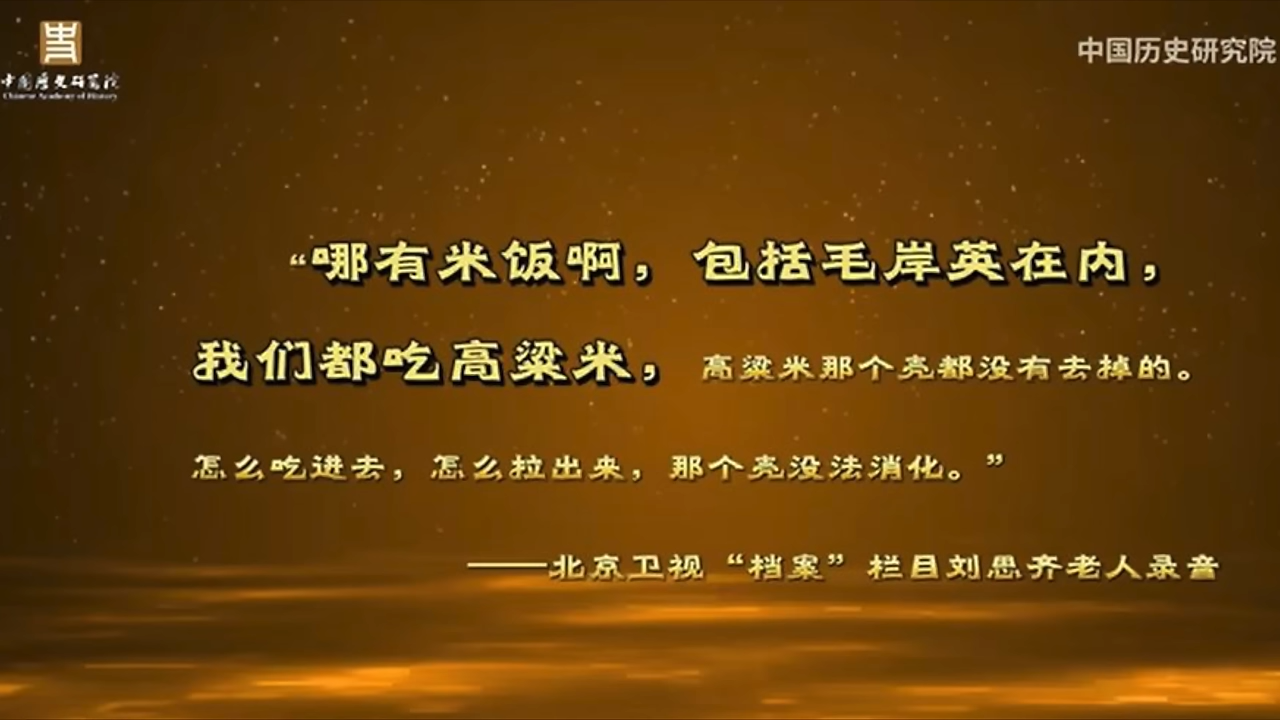 中国历史研究院
Chinese Academy of History
中国历史研究院
“哪有米饭啊，包括毛岸英在内，
我们都吃高粱米，高粱米那个壳都没有去掉的。
怎么吃进去，怎么拉出来，那个壳没法消化。”
——北京卫视“档案”栏目刘思齐老人录音